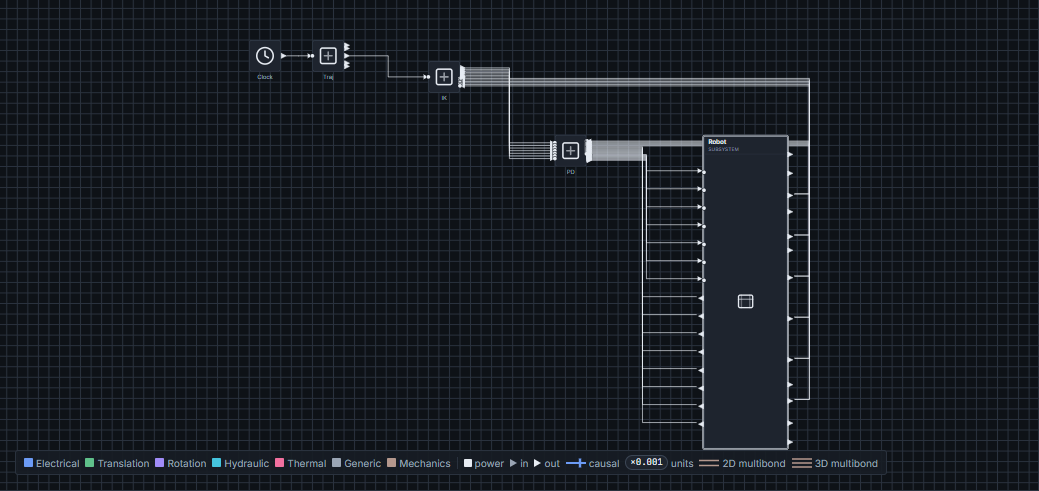 Clock
Traj
IK
PD
Robot
SUBSYSTEM
Electrical Translation Rotation Hydraulic Thermal Generic Mechanics power in out causal ×0.001 units 2D multibond 3D multibond